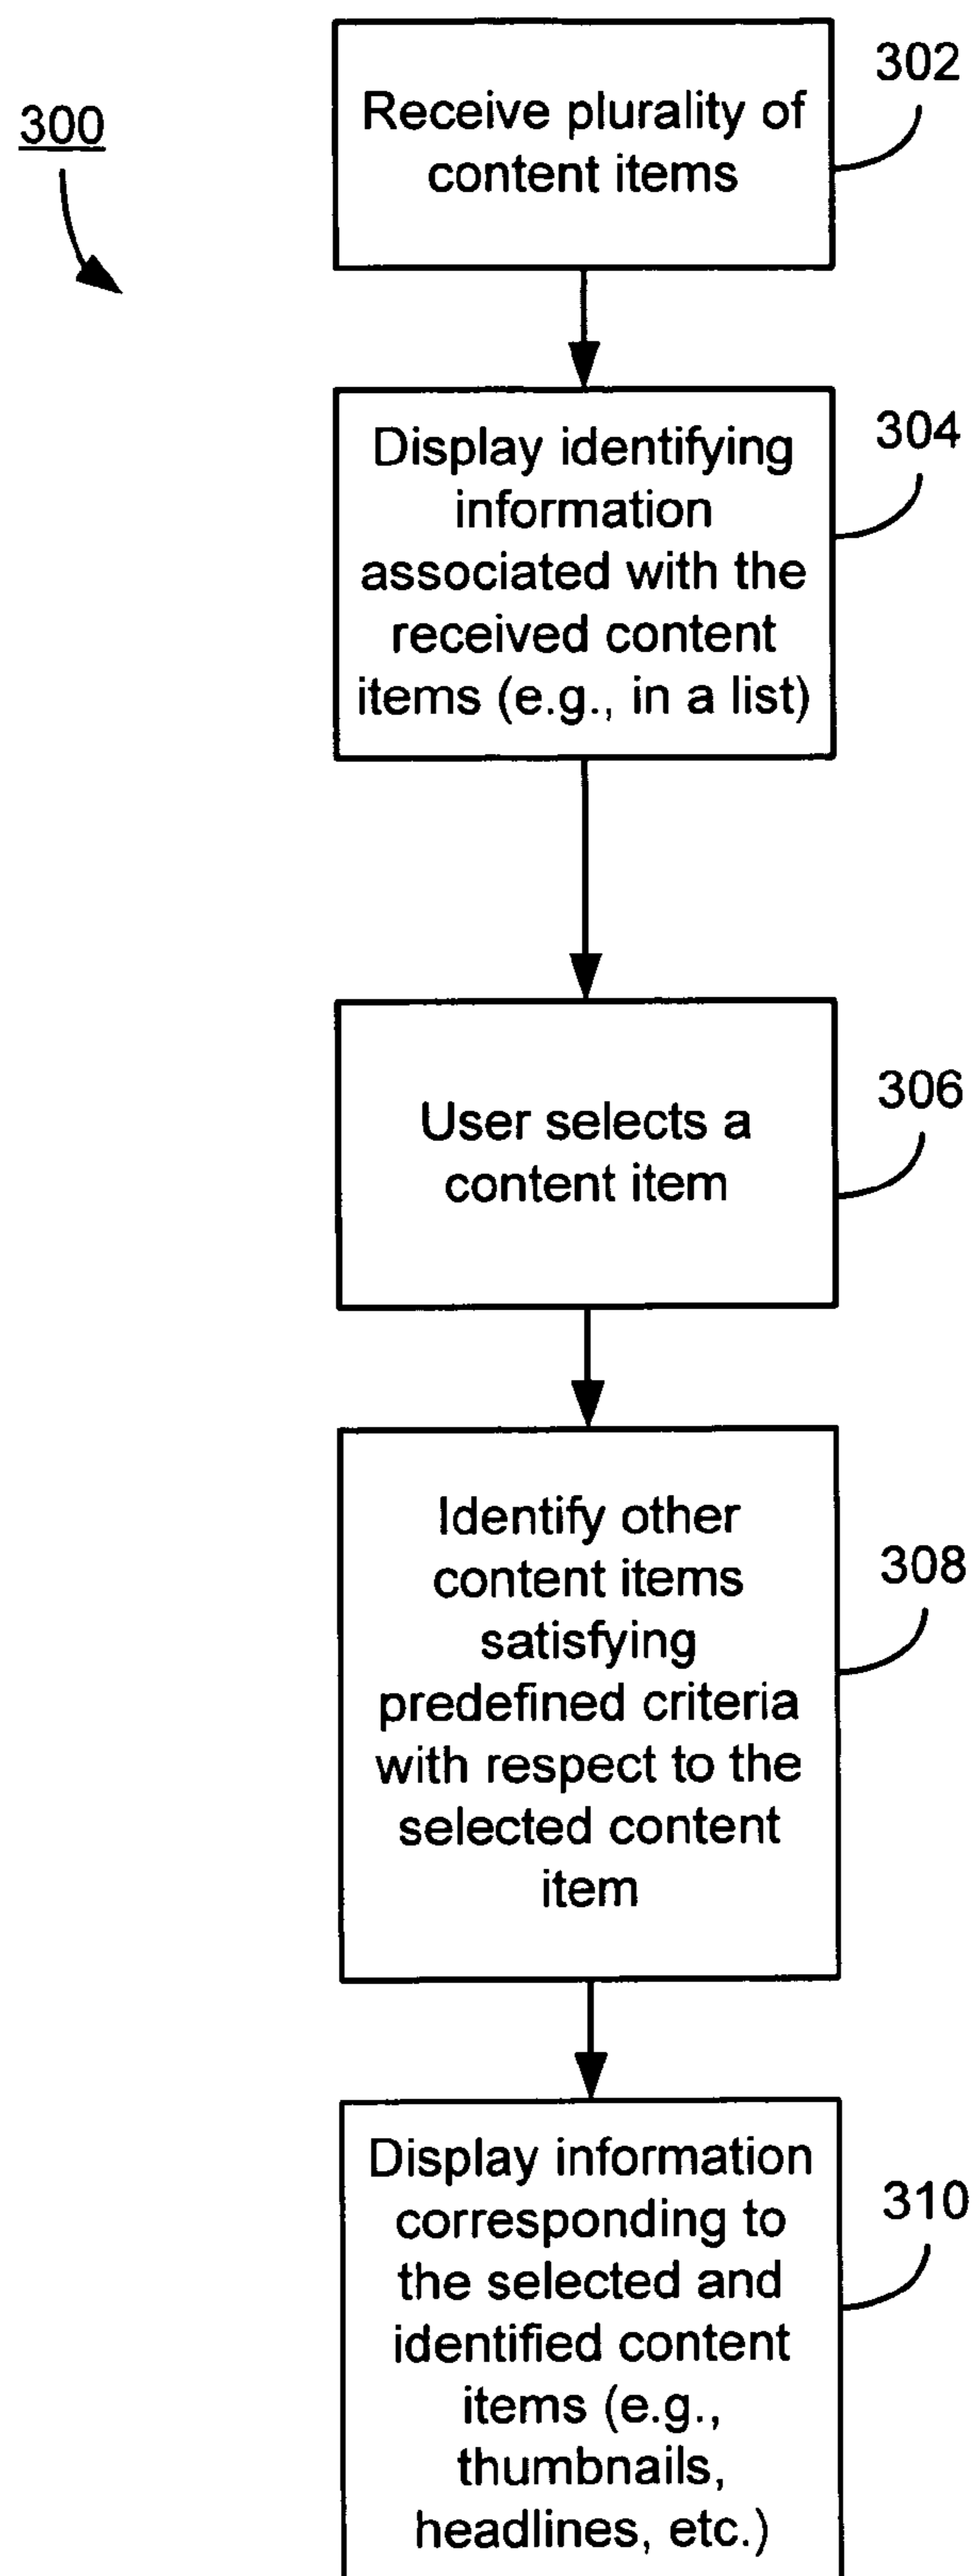 300
302
Receive plurality of
content items
304
Display identifying
information
associated with the
received content
items (e.g., in a list)
306
User selects a
content item
308
Identify other
content items
satisfying
predefined criteria
with respect to the
selected content
item
310
Display information
corresponding to
the selected and
identified content
items (e.g.,
thumbnails,
headlines, etc.)